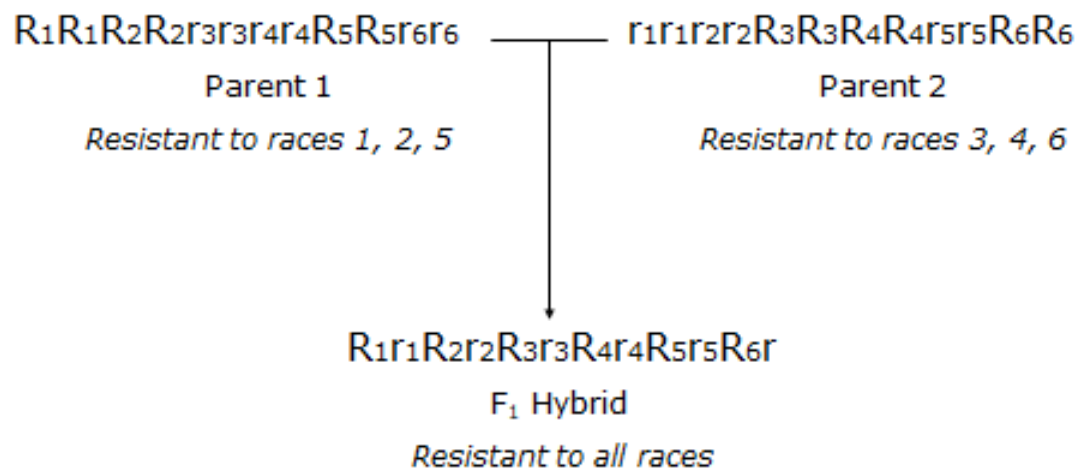 R1R1R2R2r3r3r4r4R5R5r6r6
r1r1r2r2R3R3R4R4r5r5R6R6
Parent 1
Parent 2
Resistant to races 1, 2, 5
Resistant to races 3, 4, 6
R1r1R2r2R3r3R4r4R5r5R6r
F1 Hybrid
Resistant to all races